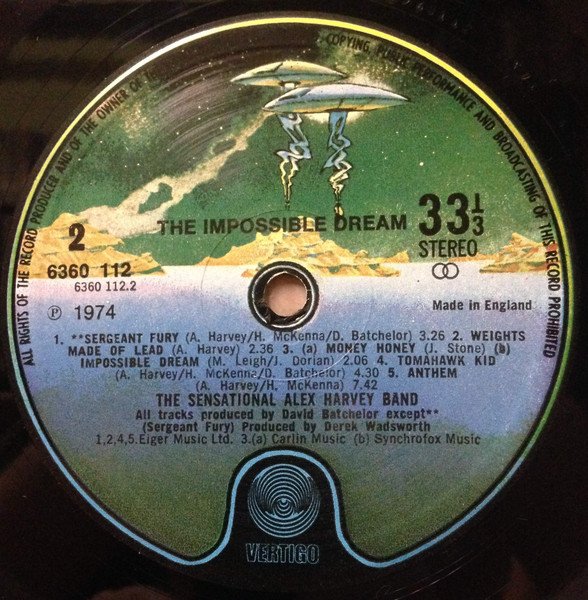 ALL RIGHTS OF THE RECORD PRODUCER AND OF THE OWNER OF
COPYING, PUBLIC PERFORMANCE AND BROADCASTING OF THIS RECORD PROHIBITED
THE IMPOSSIBLE DREAM
2
33 1/3
STEREO
6360 112
6360 112.2
Ⓟ 1974
Made in England
1. **SERGEANT FURY (A. Harvey/H. McKenna/D. Batchelor) 3.26 2. WEIGHTS
MADE OF LEAD (A. Harvey) 2.36 3. (a) MONEY HONEY (J. Stone) (b)
IMPOSSIBLE DREAM (M. Leigh/J. Dorian) 2.06 4. TOMAHAWK KID
(A. Harvey/H. McKenna/D. Batchelor) 4.30 5. ANTHEM
(A. Harvey/H. McKenna) 7.42
THE SENSATIONAL ALEX HARVEY BAND
All tracks produced by David Batchelor except**
(Sergeant Fury) Produced by Derek Wadsworth
1,2,4,5. Eiger Music Ltd. 3.(a) Carlin Music (b) Synchrofox Music
VERTIGO